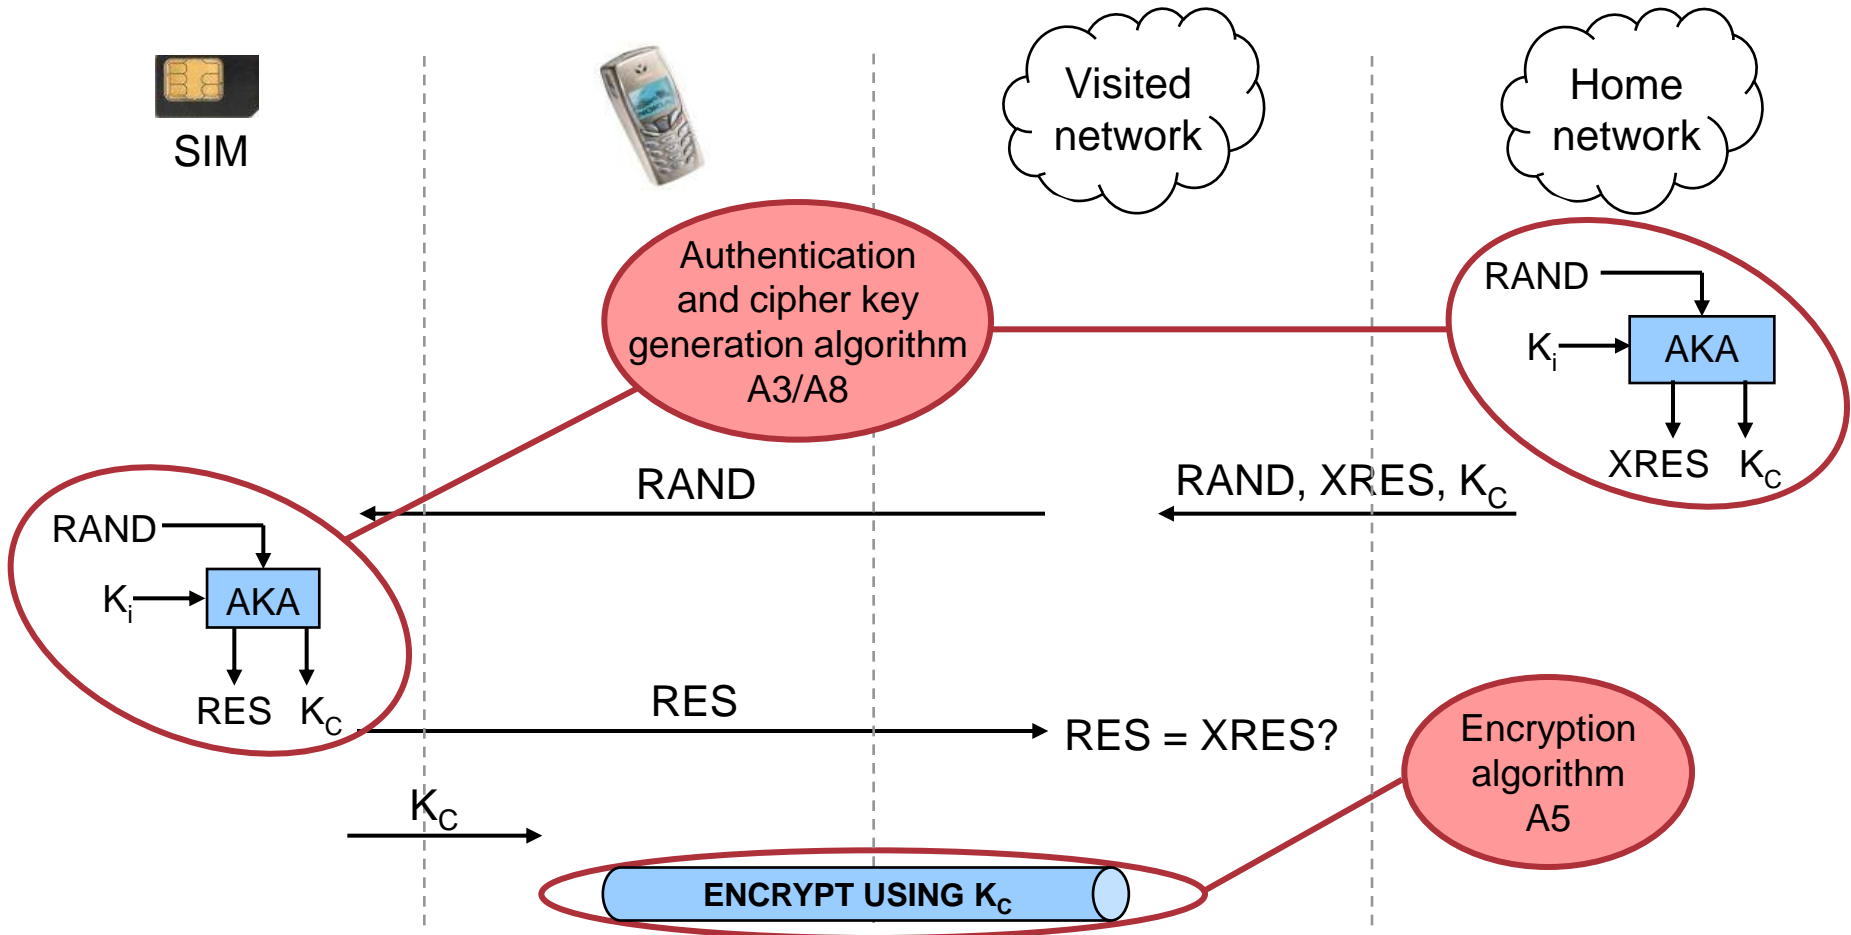 SIM
Visited
network
Home
network
Authentication
and cipher key
generation algorithm
A3/A8
RAND
Ki
AKA
XRES KC
RAND
RAND, XRES, KC
RAND
Ki
AKA
RES KC
RES
RES = XRES?
Encryption
algorithm
A5
KC
ENCRYPT USING KC